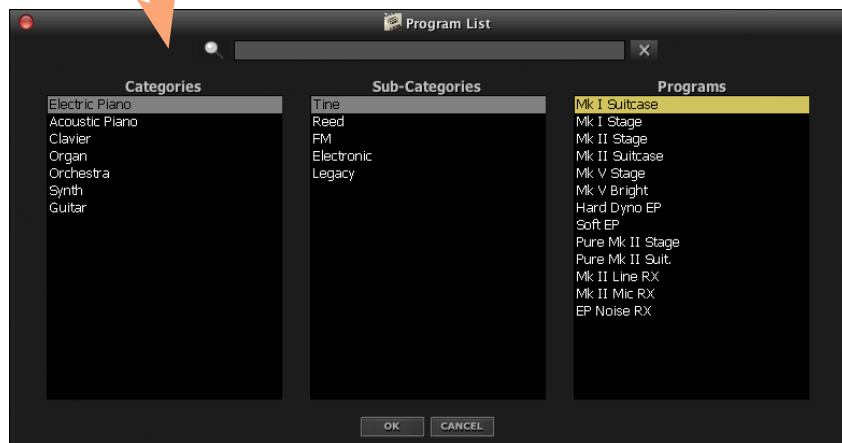 Program List
X
Categories
Electric Piano
Acoustic Piano
Clavier
Organ
Orchestra
Synth
Guitar
Sub-Categories
Tine
Reed
FM
Electronic
Legacy
Programs
Mk I Suitcase
Mk I Stage
Mk II Stage
Mk II Suitcase
Mk V Stage
Mk V Bright
Hard Dyno EP
Soft EP
Pure Mk II Stage
Pure Mk II Suit.
Mk II Line RX
Mk II Mic RX
EP Noise RX
OK CANCEL